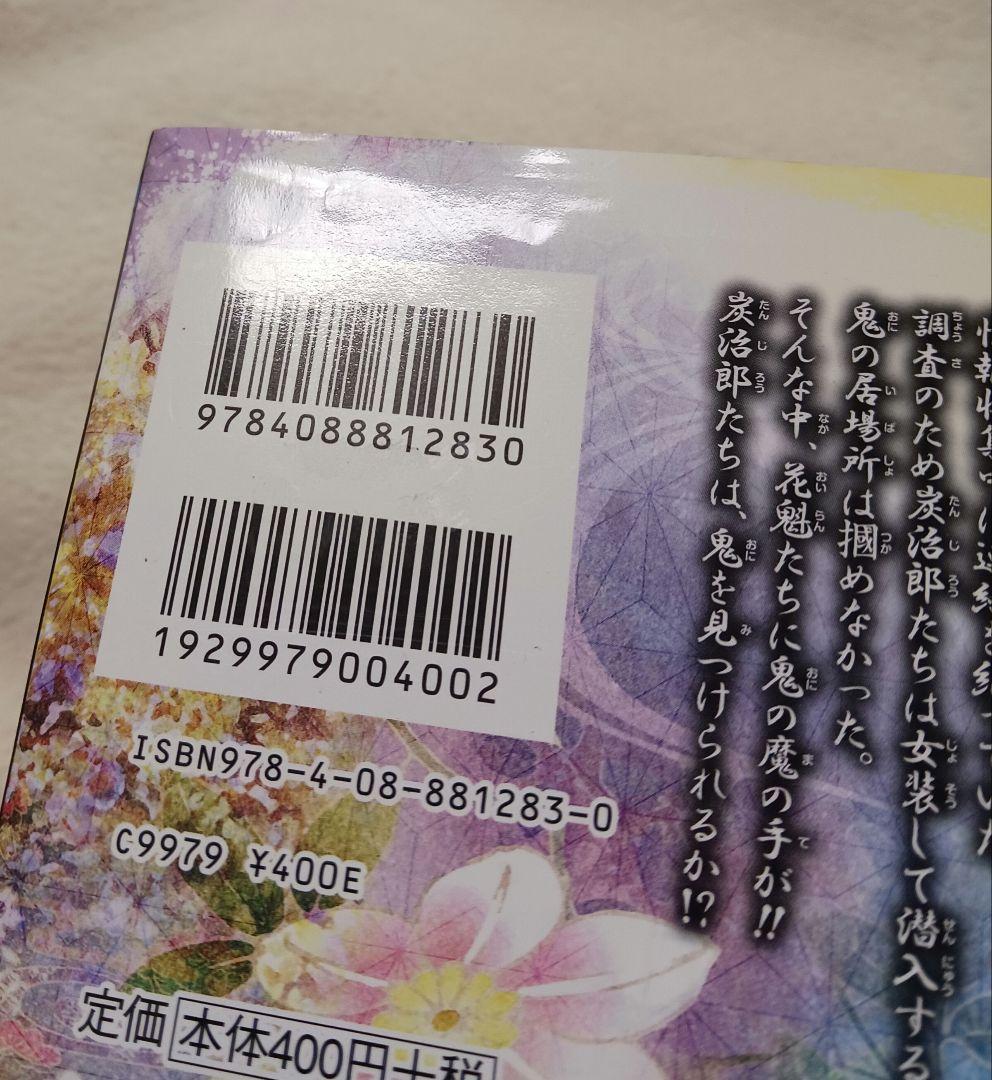 9784088812830
1929979004002
ISBN978-4-08-881283-0
C9979 ¥400E
定価 本体400円+税
調査のため炭治郎たちは女装して潜入する
鬼の居場所は摑めなかった。
そんな中、花魁たちに鬼の魔の手が!!
炭治郎たちは、鬼を見つけられるか!?